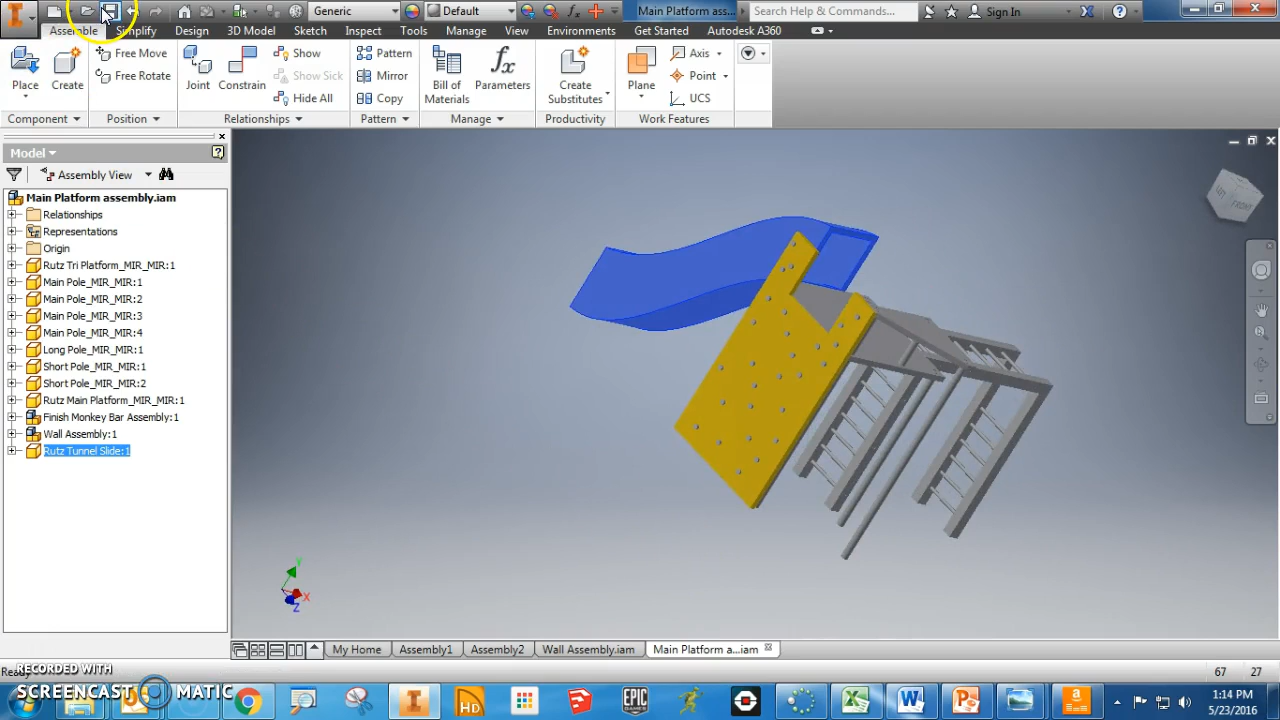 Generic
Default
Main Platform ass...
Search Help & Commands...
Sign In
Assemble Simplify Design 3D Model Sketch Inspect Tools Manage View Environments Get Started Autodesk A360
Place
Create
Free Move
Free Rotate
Joint
Constrain
Show
Show Sick
Hide All
Pattern
Mirror
Copy
Bill of
Materials
fx
Parameters
Create
Substitutes
Plane
Axis
Point
UCS
Component Position Relationships Pattern Manage Productivity Work Features
Model
Assembly View
Main Platform assembly.iam
Relationships
Representations
Origin
Rutz Tri Platform_MIR_MIR:1
Main Pole_MIR_MIR:1
Main Pole_MIR_MIR:2
Main Pole_MIR_MIR:3
Main Pole_MIR_MIR:4
Long Pole_MIR_MIR:1
Short Pole_MIR_MIR:1
Short Pole_MIR_MIR:2
Rutz Main Platform_MIR_MIR:1
Finish Monkey Bar Assembly:1
Wall Assembly:1
Rutz Tunnel Slide:1
FRONT
Y
X
Z
My Home Assembly1 Assembly2 Wall Assembly.iam Main Platform a...iam
67 27
RECORDED WITH
SCREENCAST MATIC
HD
EPIC
GAMES
1:14 PM
5/23/2016